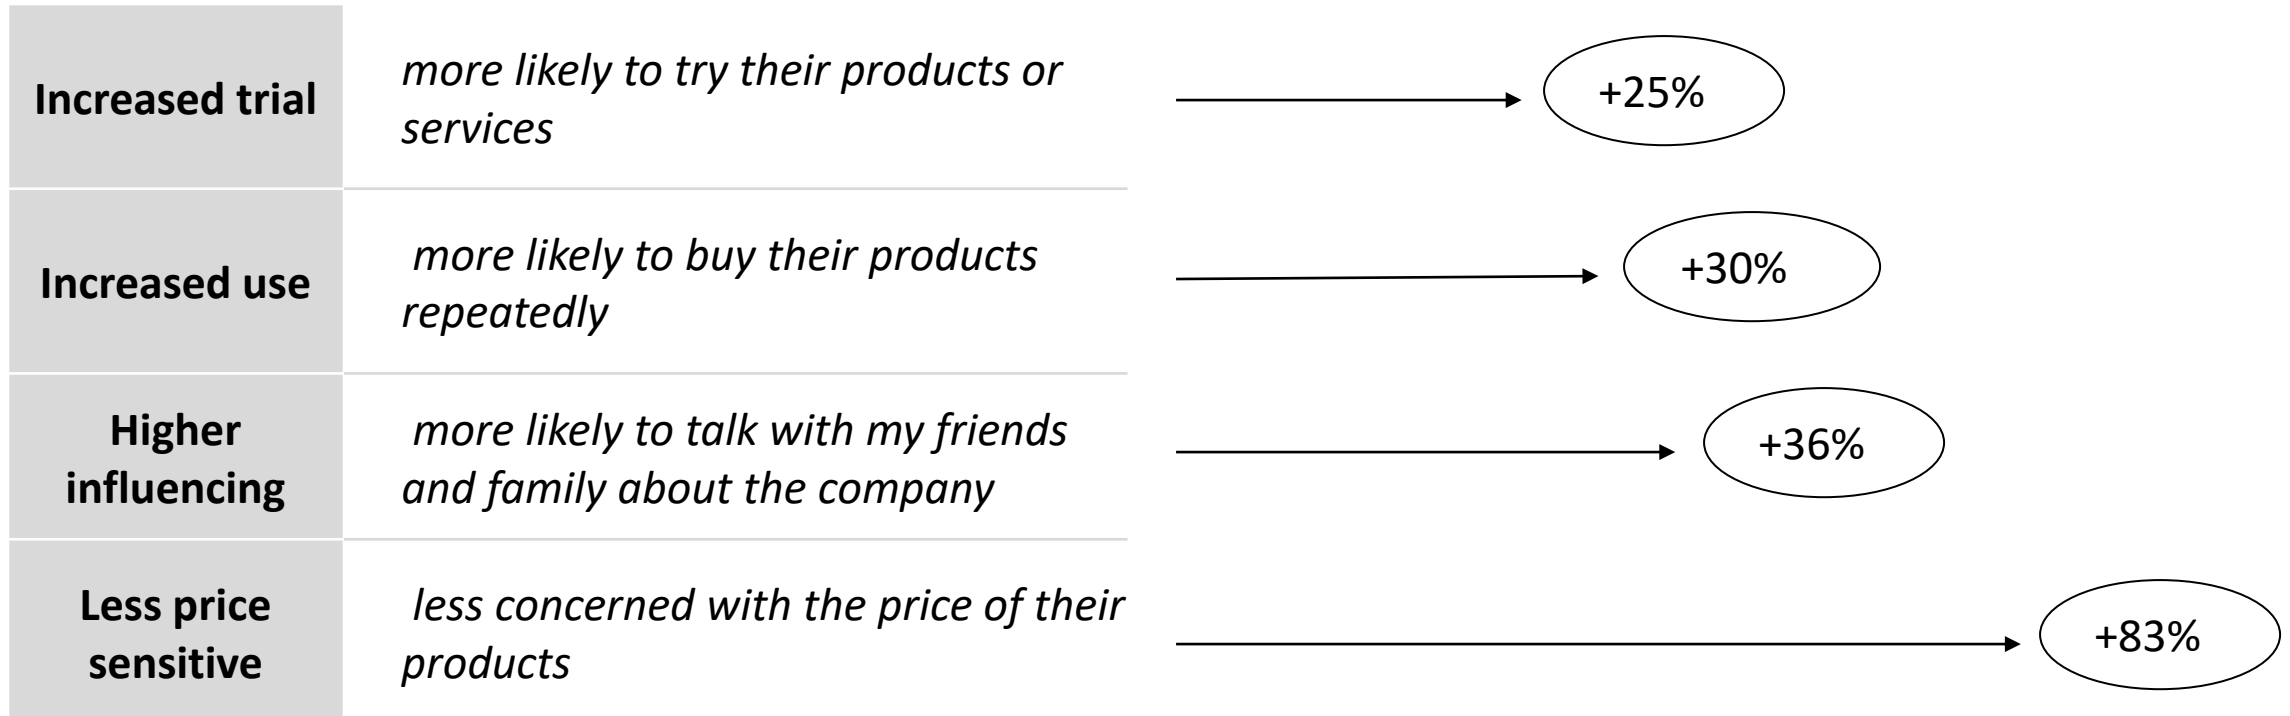 Increased trial
more likely to try their products or
services
+25%
Increased use
more likely to buy their products
repeatedly
+30%
Higher
influencing
more likely to talk with my friends
and family about the company
+36%
Less price
sensitive
less concerned with the price of their
products
+83%